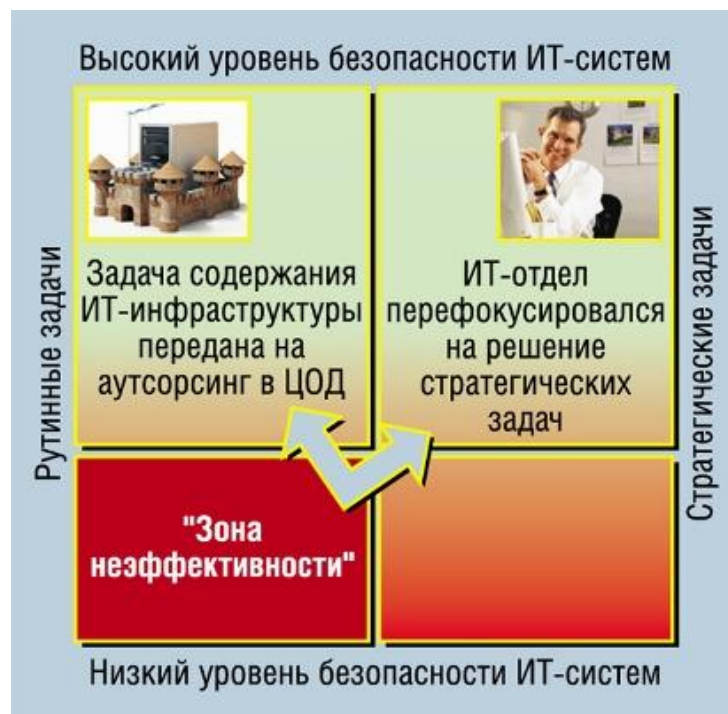 Высокий уровень безопасности ИТ-систем
Рутинные задачи
Задача содержания
ИТ-инфраструктуры
передана на
аутсорсинг в ЦОД
ИТ-отдел
перефокусировался
на решение
стратегических
задач
Стратегические задачи
"Зона
неэффективности"
Низкий уровень безопасности ИТ-систем